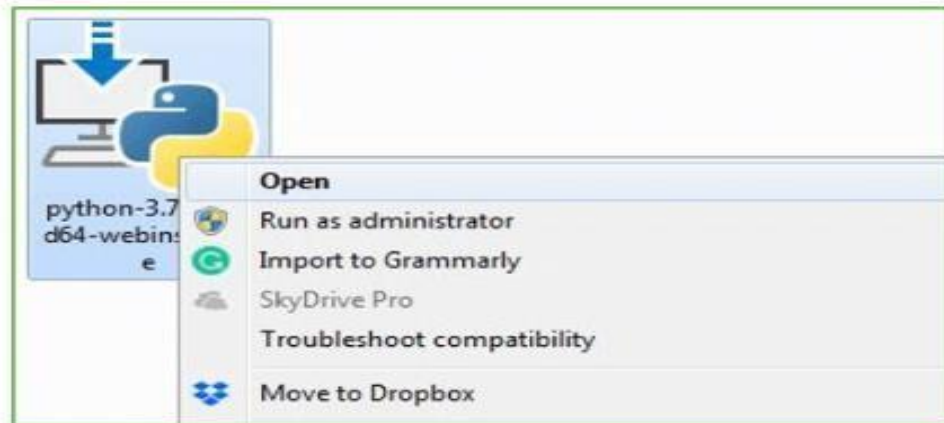 python-3.7
d64-webins
e
Open
Run as administrator
Import to Grammarly
SkyDrive Pro
Troubleshoot compatibility
Move to Dropbox